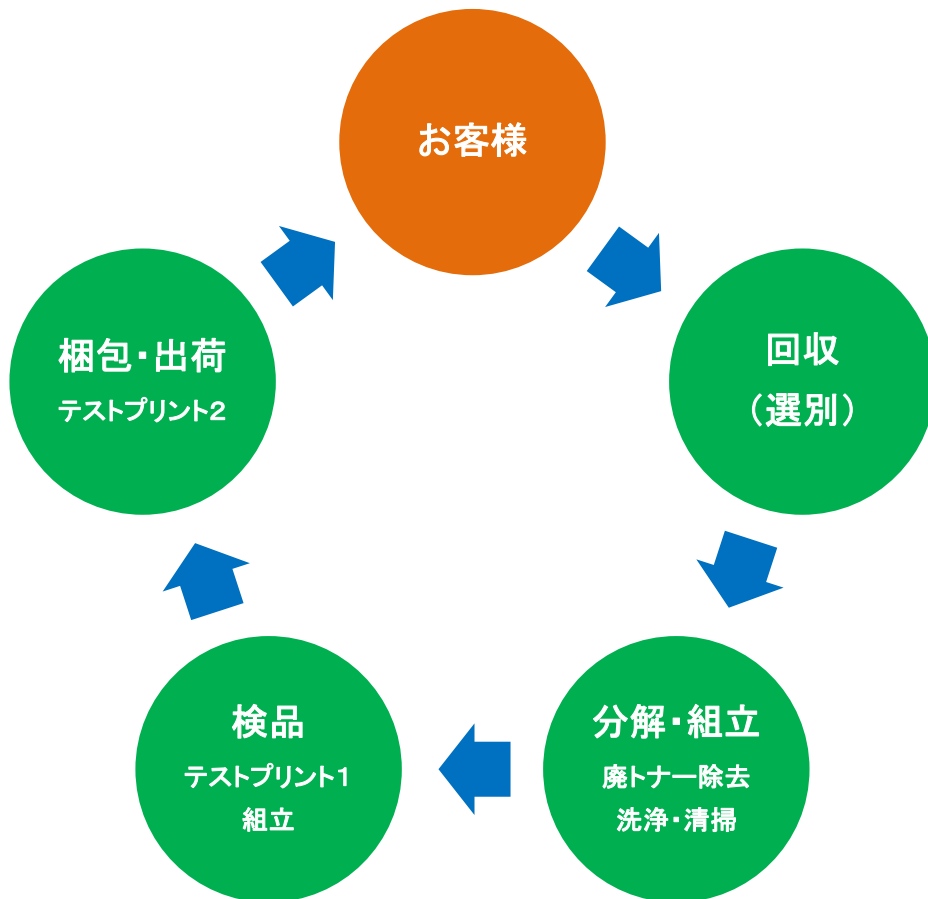 お客様
回収
（選別）
分解・組立
廃トナー除去
洗浄・清掃
検品
テストプリント1
組立
梱包・出荷
テストプリント2